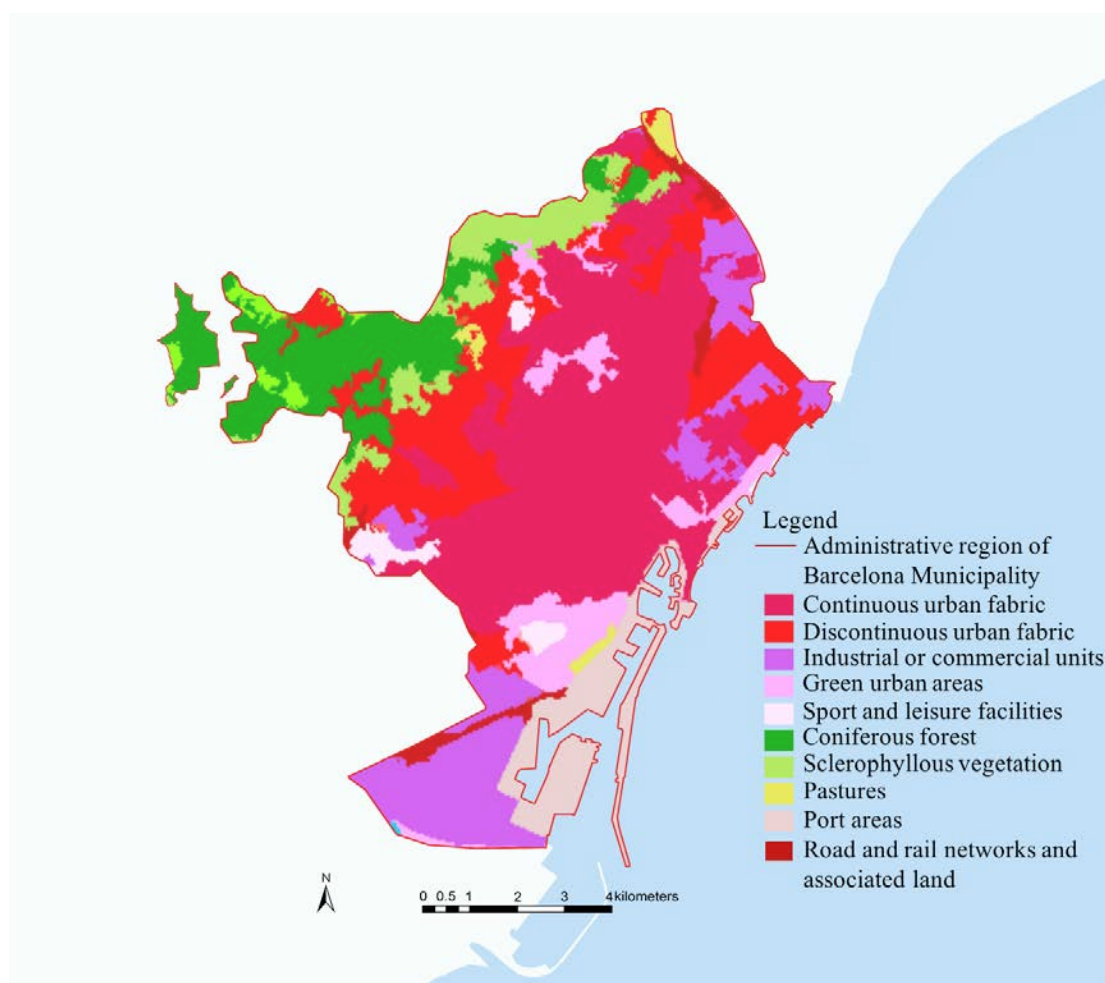 Legend
Administrative region of
Barcelona Municipality
Continuous urban fabric
Discontinuous urban fabric
Industrial or commercial units
Green urban areas
Sport and leisure facilities
Coniferous forest
Sclerophyllous vegetation
Pastures
Port areas
Road and rail networks and
associated land
N
0 0.5 1 2 3 4 kilometers